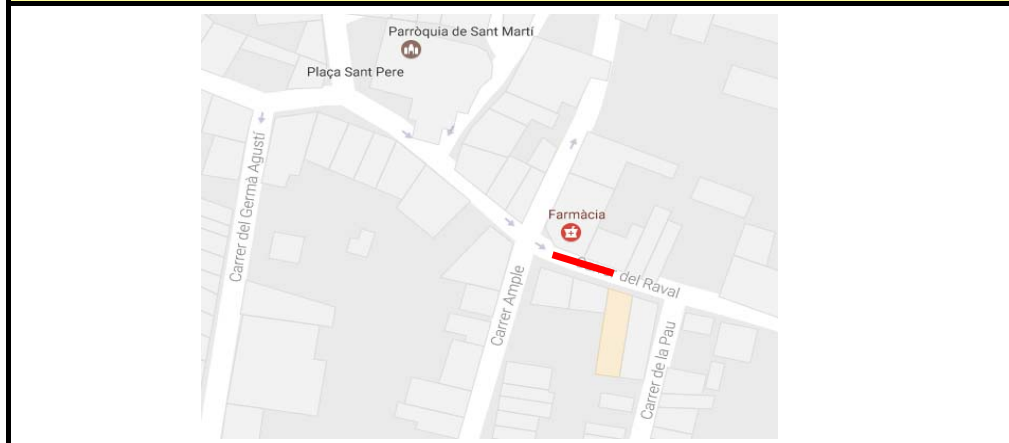 Parròquia de Sant Martí
Plaça Sant Pere
Carrer del Germà Agustí
Farmàcia
del Raval
Carrer Ample
Carrer de la Pau